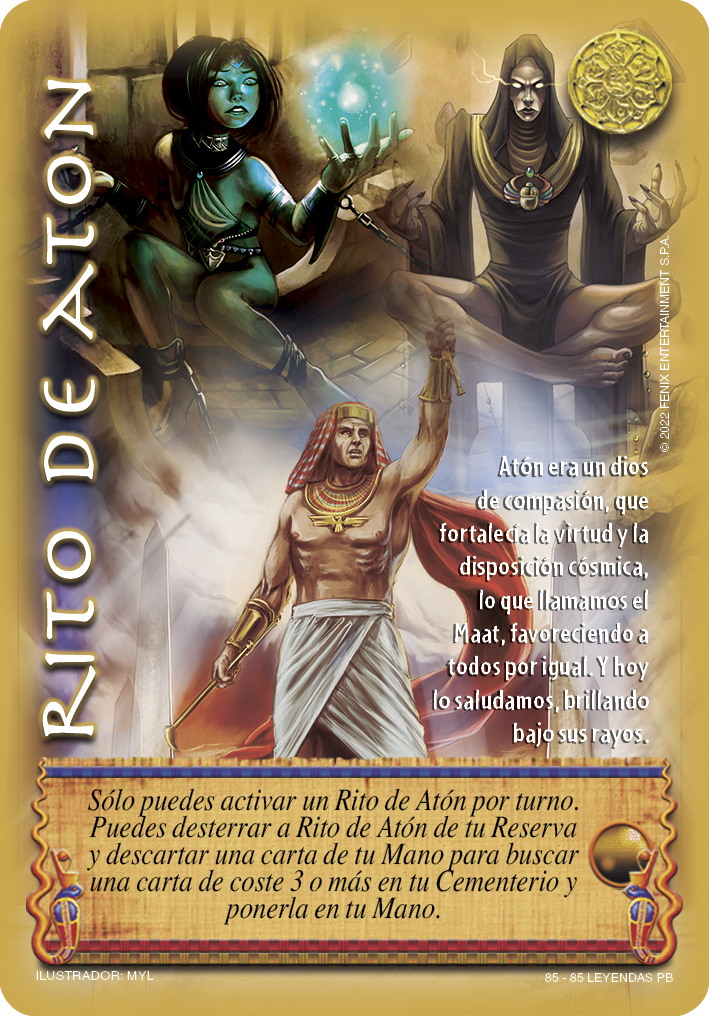 RITO DE ATON
© 2022 FENIX ENTERTAINMENT S.P.A.
Atón era un dios
de compasión, que
fortalecía la virtud y la
disposición cósmica,
lo que llamamos el
Maat, favoreciendo a
todos por igual. Y hoy
lo saludamos, brillando
bajo sus rayos.
Sólo puedes activar un Rito de Atón por turno.
Puedes desterrar a Rito de Atón de tu Reserva
y descartar una carta de tu Mano para buscar
una carta de coste 3 o más en tu Cementerio y
ponerla en tu Mano.
ILUSTRADOR: MYL
85 - 85 LEYENDAS PB